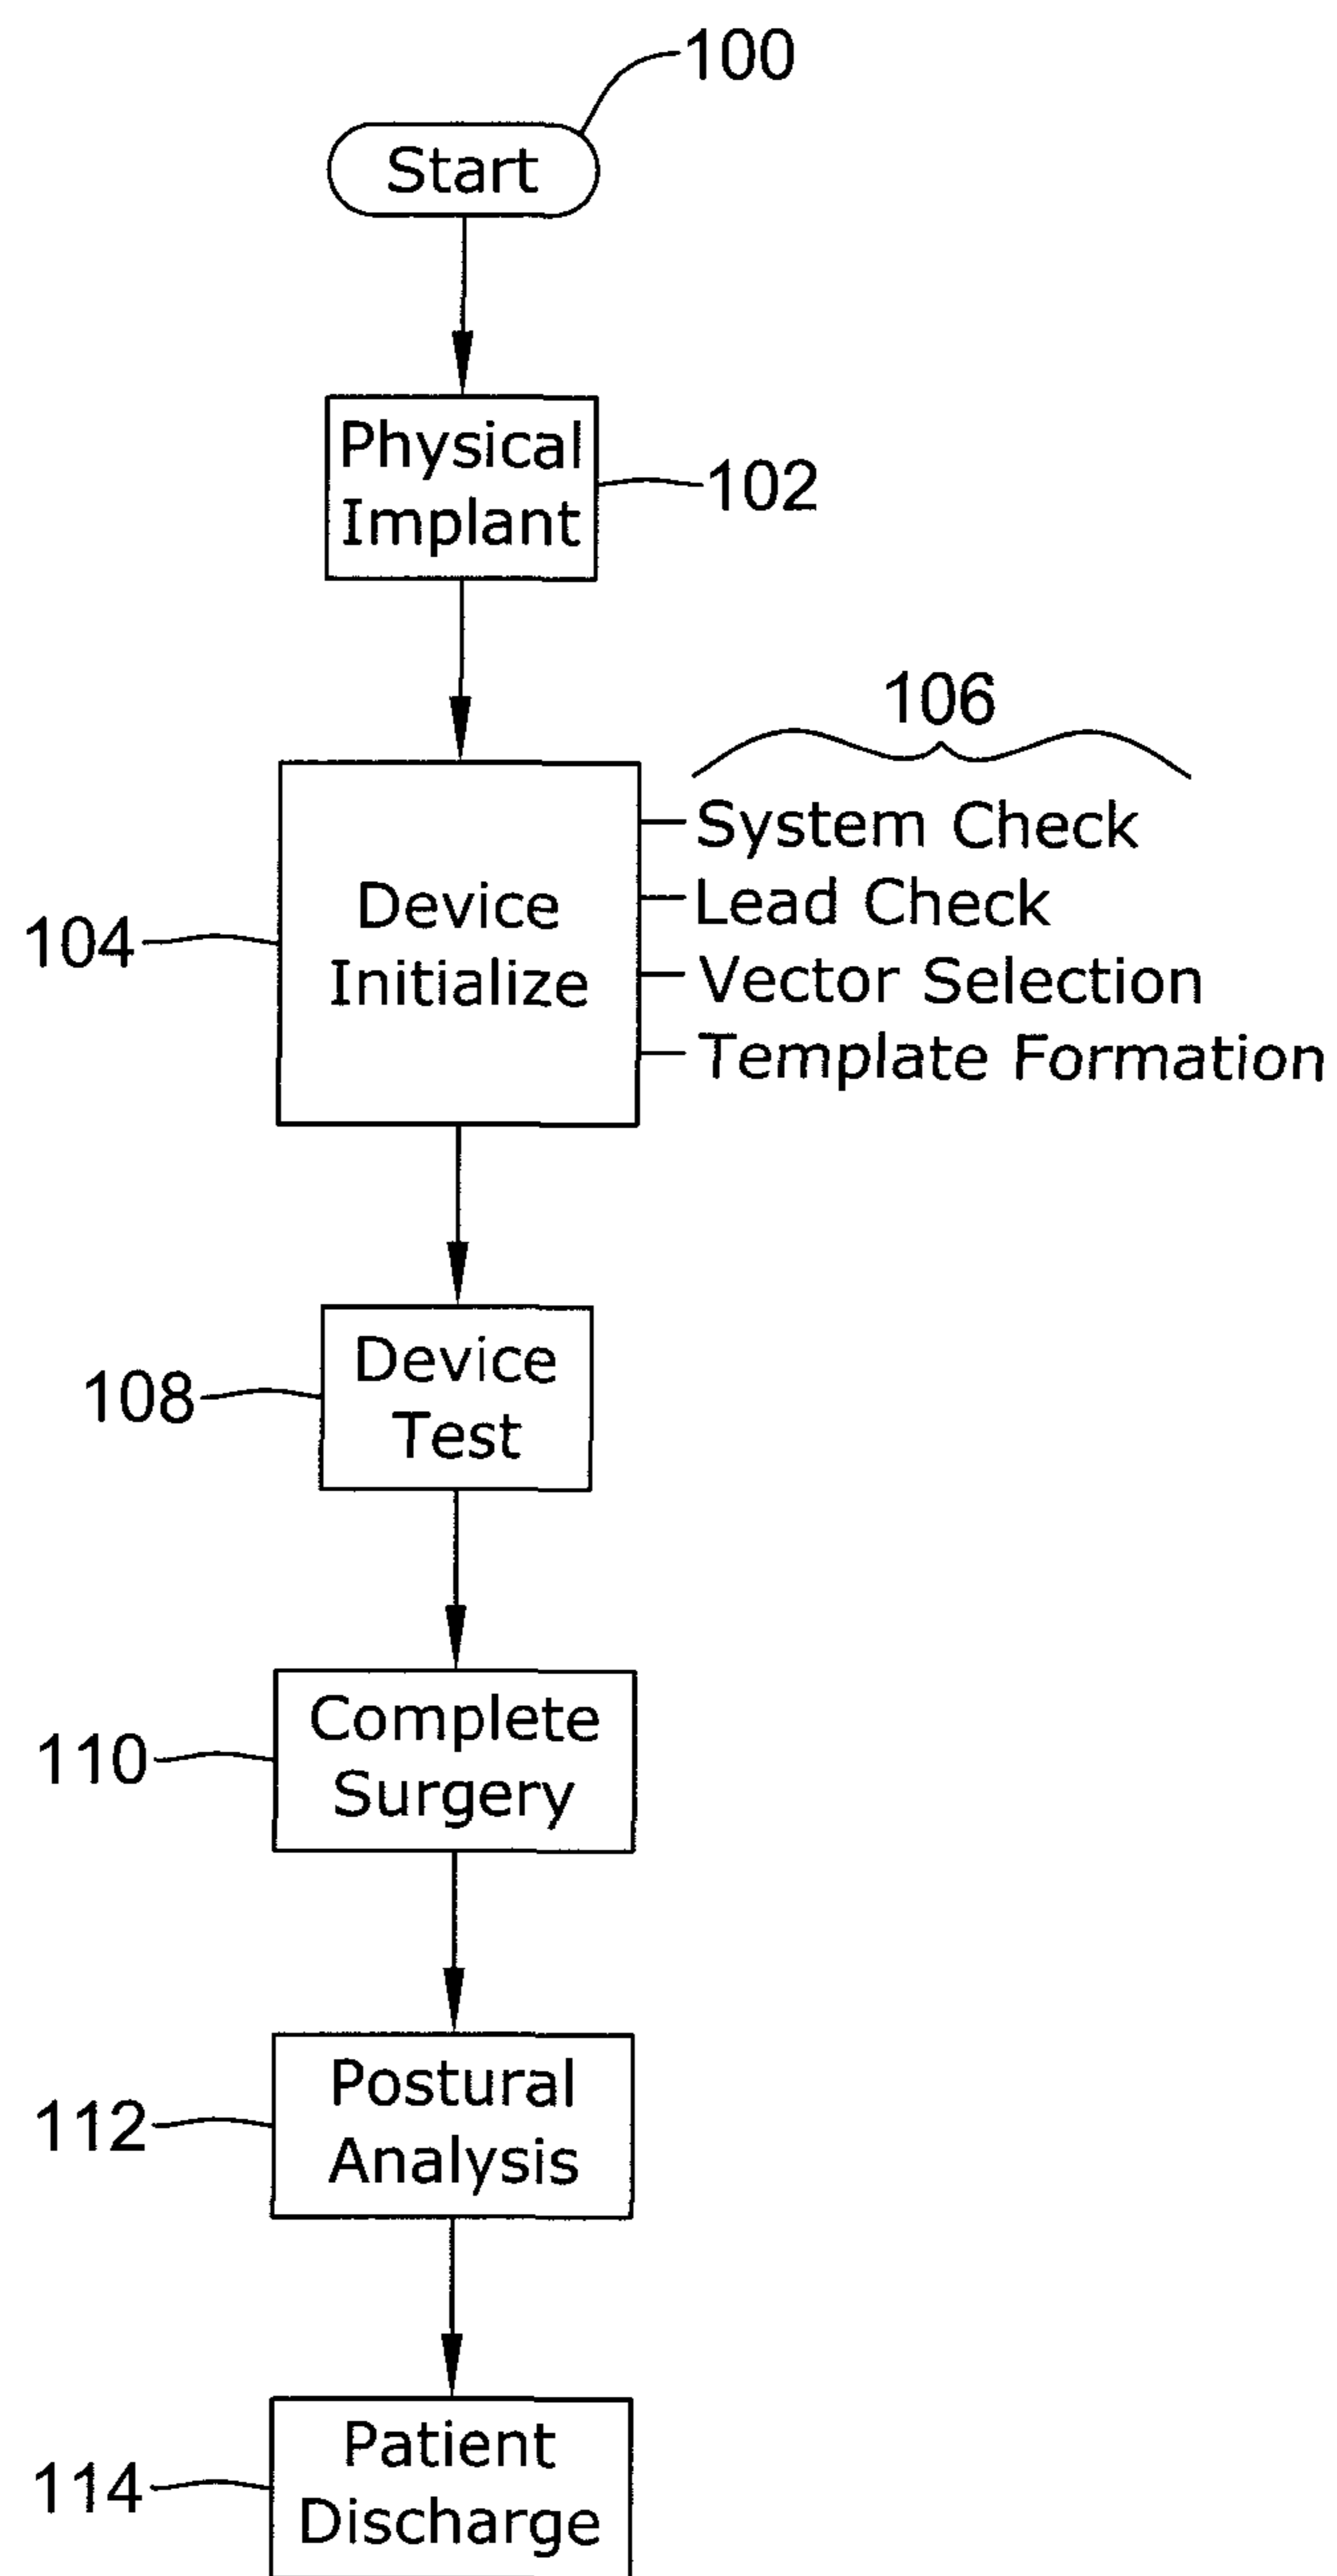 100
Start
Physical
Implant
102
106
System Check
Lead Check
Vector Selection
Template Formation
Device
Initialize
104
Device
Test
108
Complete
Surgery
110
Postural
Analysis
112
Patient
Discharge
114